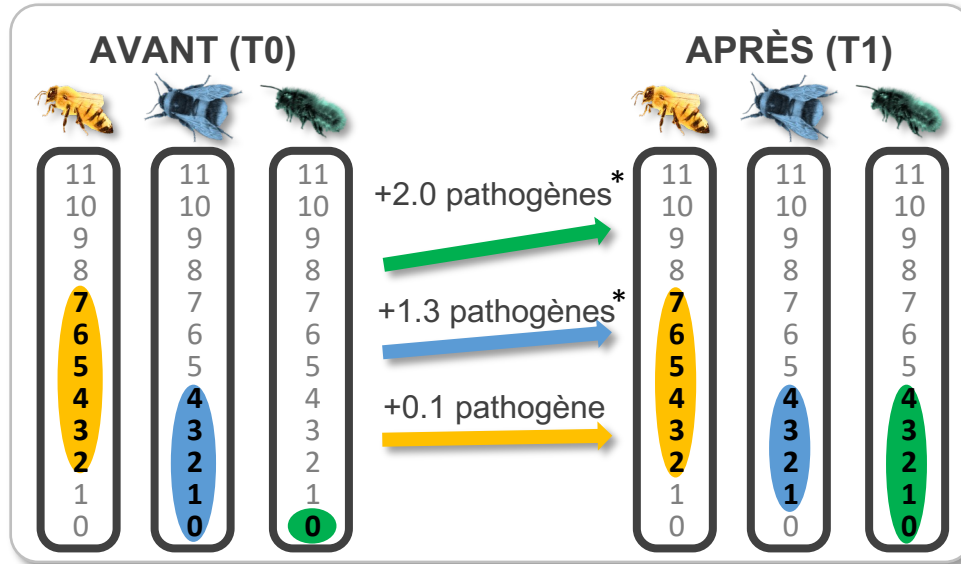 AVANT (T0)
APRÈS (T1)
11 11 11
10 10 10
9 9 9
8 8 8
7 7 7
6 6 6
5 5 5
4 4 4
3 3 3
2 2 2
1 1 1
0 0 0
+2.0 pathogènes*
+1.3 pathogènes*
+0.1 pathogène
11 11 11
10 10 10
9 9 9
8 8 8
7 7 7
6 6 6
5 5 5
4 4 4
3 3 3
2 2 2
1 1 1
0 0 0